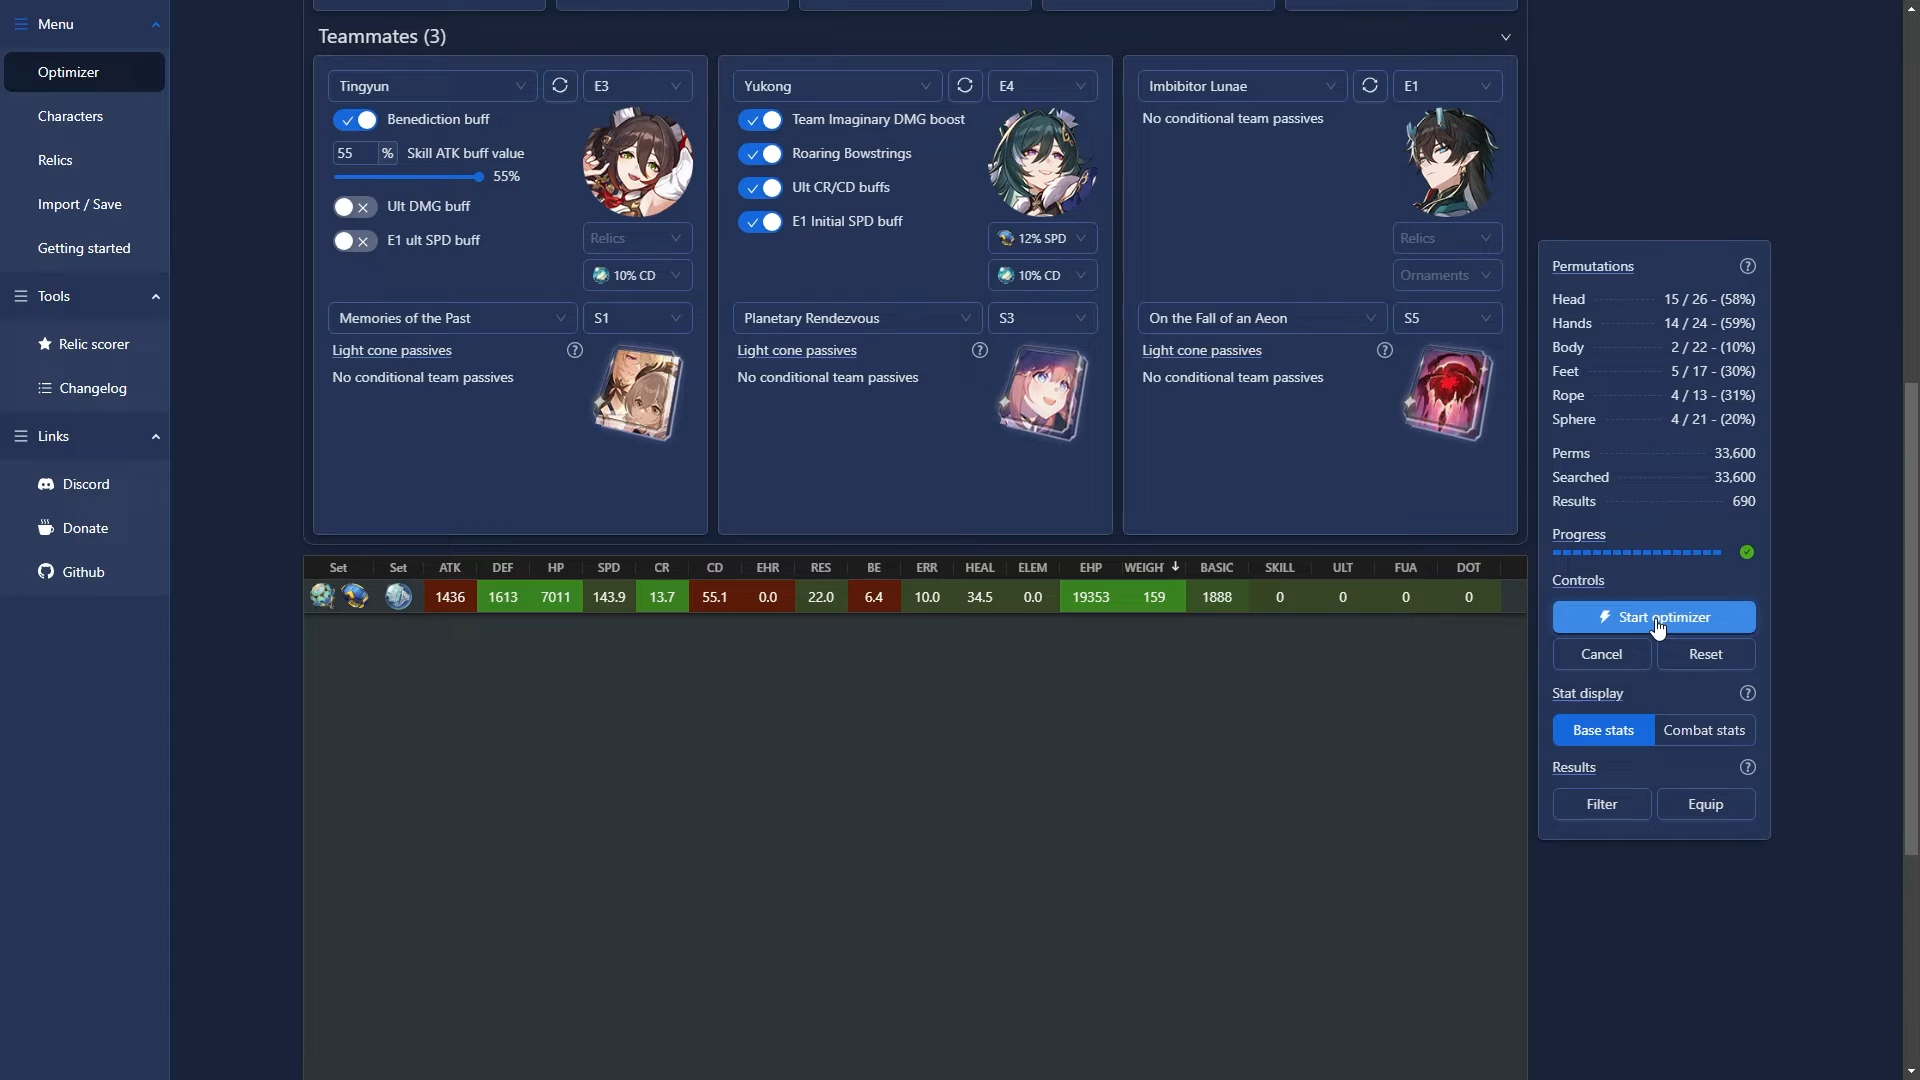 Menu
Optimizer
Characters
Relics
Import / Save
Getting started
Tools
Relic scorer
Changelog
Links
Discord
Donate
Github
Teammates (3)
Tingyun E3
Benediction buff
55 % Skill ATK buff value
55%
Ult DMG buff
E1 ult SPD buff
Relics
10% CD
Memories of the Past S1
Light cone passives
No conditional team passives
Yukong E4
Team Imaginary DMG boost
Roaring Bowstrings
Ult CR/CD buffs
E1 Initial SPD buff
12% SPD
10% CD
Planetary Rendezvous S3
Light cone passives
No conditional team passives
Imbibitor Lunae E1
No conditional team passives
Relics
Ornaments
On the Fall of an Aeon S5
Light cone passives
No conditional team passives
Set Set ATK DEF HP SPD CR CD EHR RES BE ERR HEAL ELEM EHP WEIGH BASIC SKILL ULT FUA DOT
1436 1613 7011 143.9 13.7 55.1 0.0 22.0 6.4 10.0 34.5 0.0 19353 159 1888 0 0 0 0
Permutations
Head 15 / 26 - (58%)
Hands 14 / 24 - (59%)
Body 2 / 22 - (10%)
Feet 5 / 17 - (30%)
Rope 4 / 13 - (31%)
Sphere 4 / 21 - (20%)
Perms 33,600
Searched 33,600
Results 690
Progress
Controls
Start optimizer
Cancel Reset
Stat display
Base stats Combat stats
Results
Filter Equip